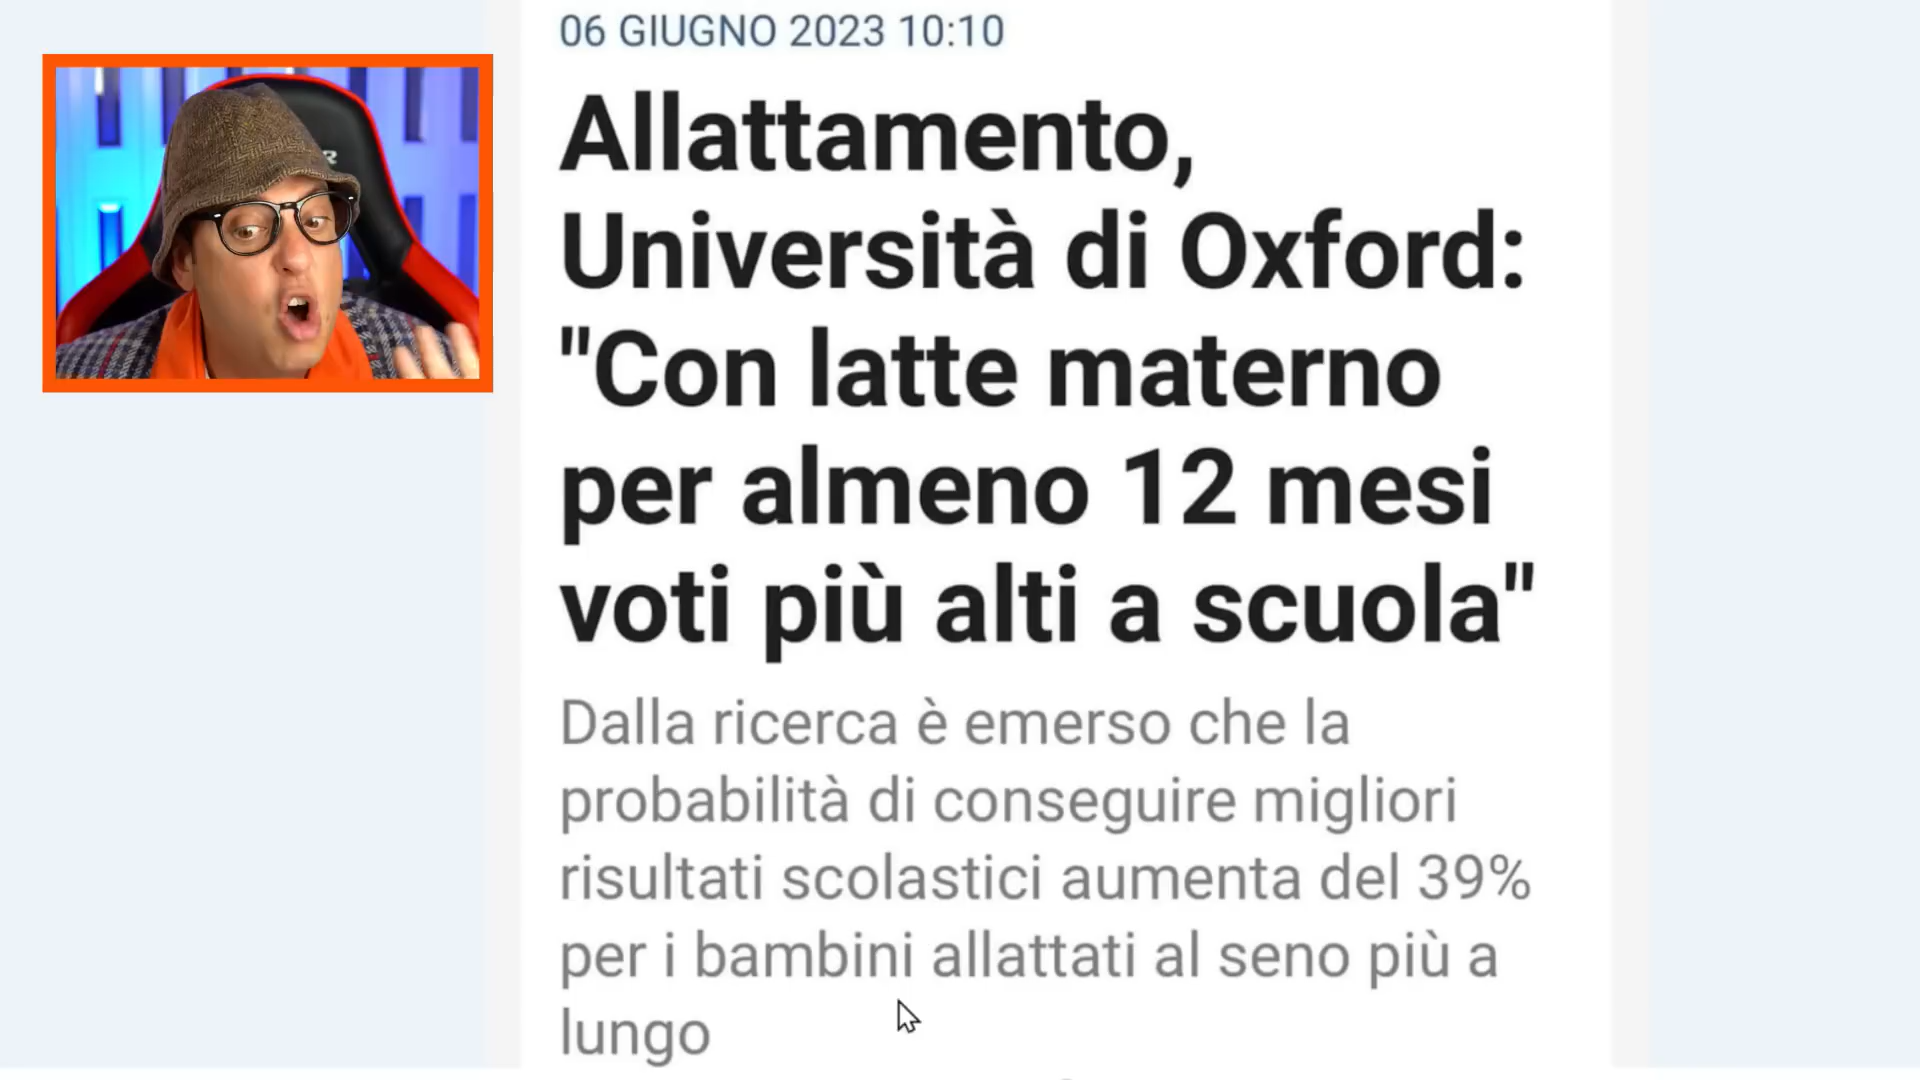 06 GIUGNO 2023 10:10
Allattamento,
Università di Oxford:
"Con latte materno
per almeno 12 mesi
voti più alti a scuola"
Dalla ricerca è emerso che la
probabilità di conseguire migliori
risultati scolastici aumenta del 39%
per i bambini allattati al seno più a
lungo